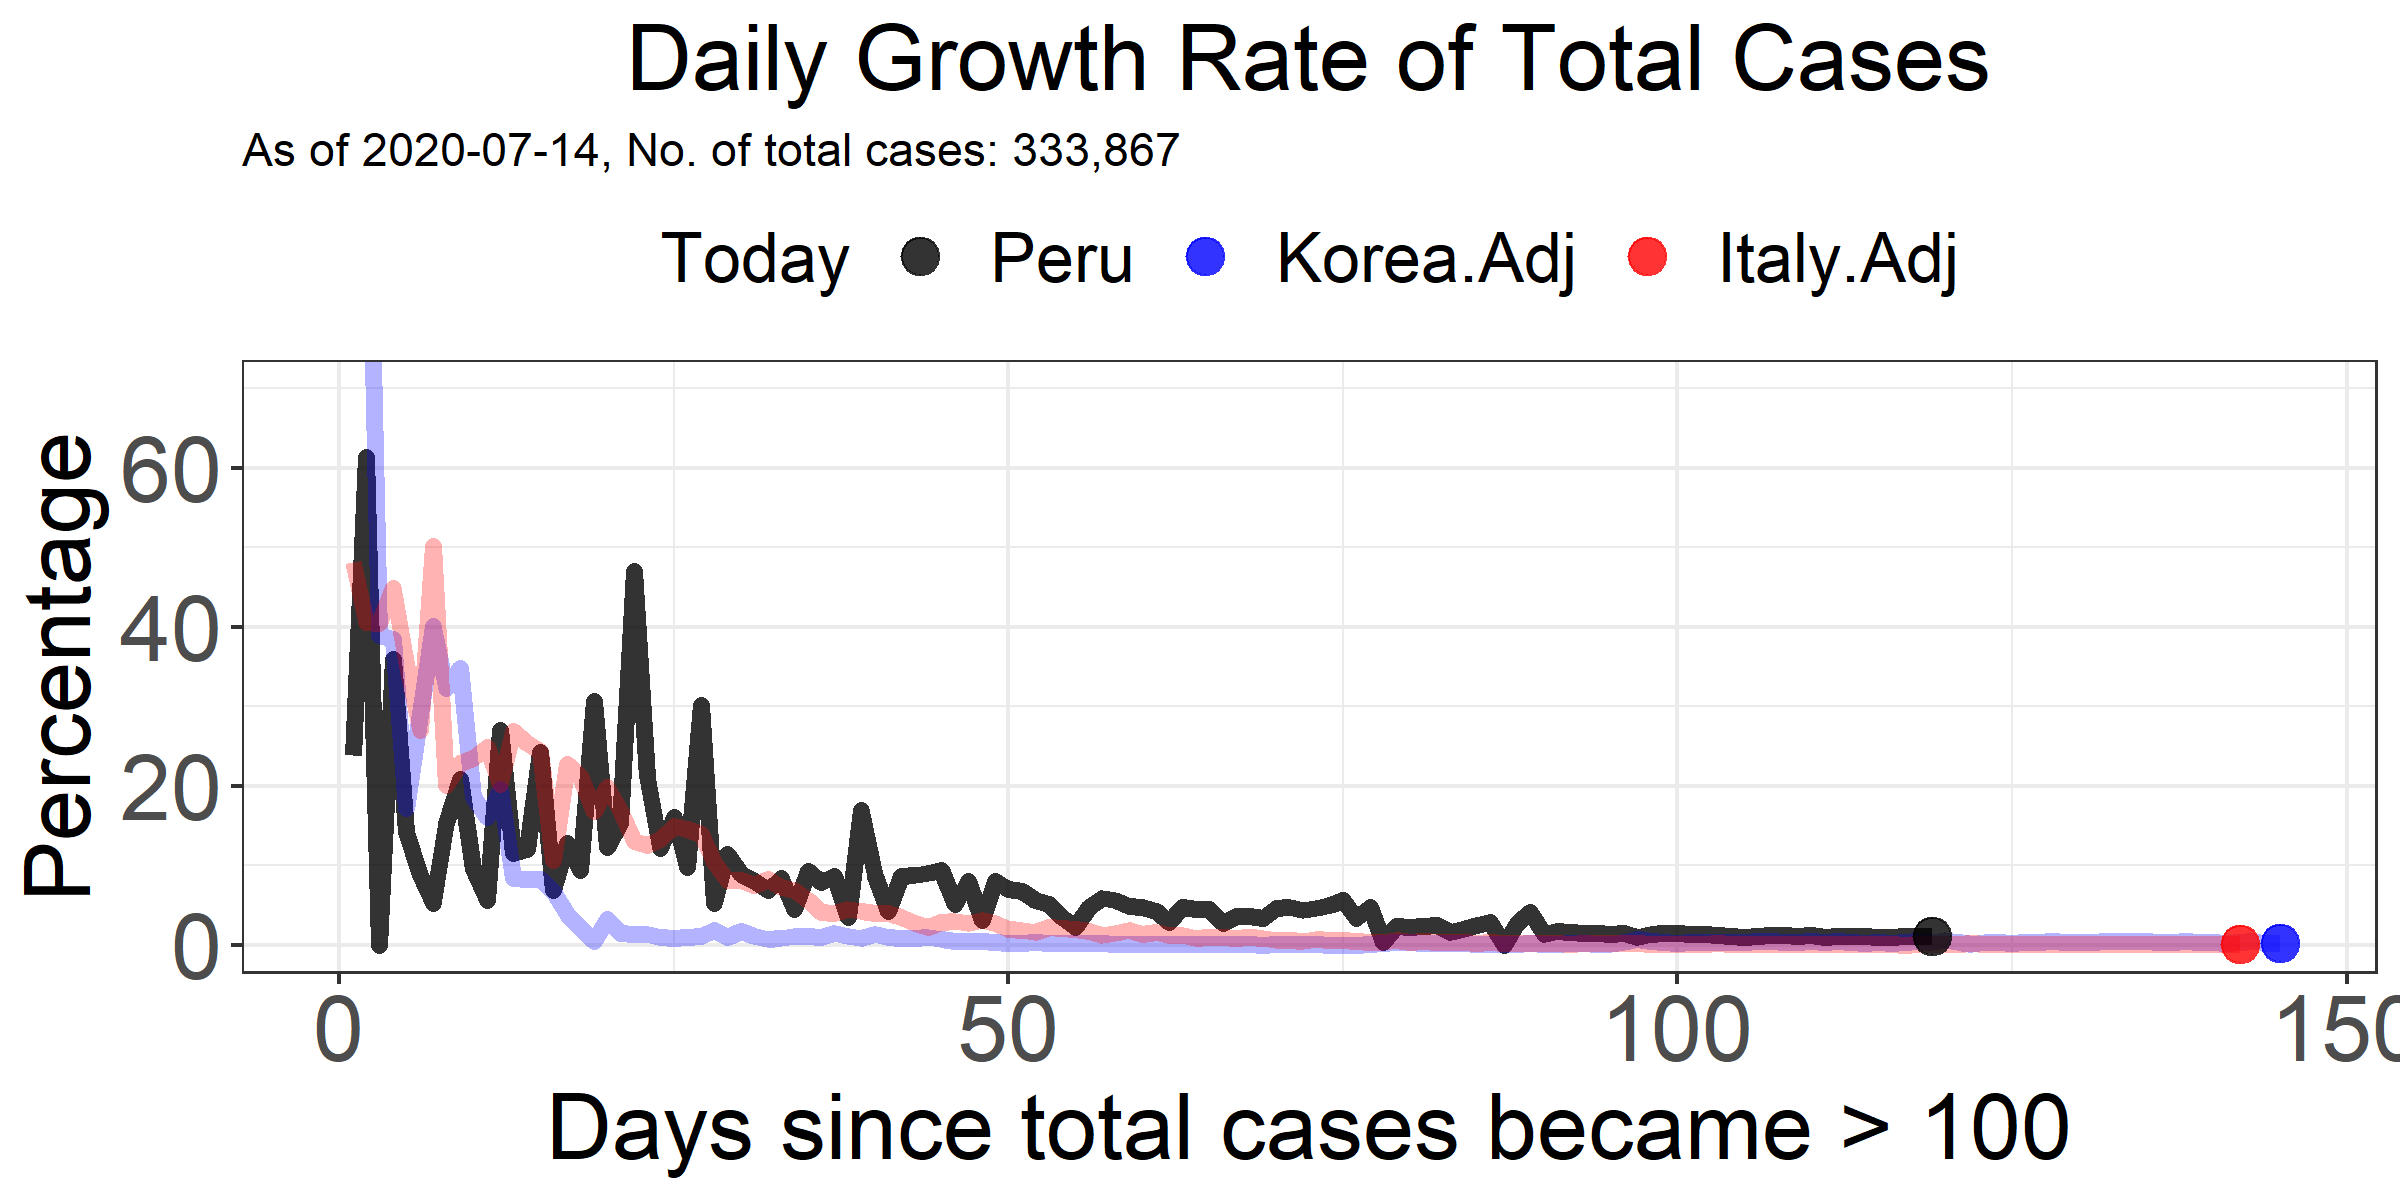 Daily Growth Rate of Total Cases
As of 2020-07-14, No. of total cases: 333,867
Today Peru Korea.Adj Italy.Adj
Percentage
60
40
20
0
0 50 100 150
Days since total cases became > 100